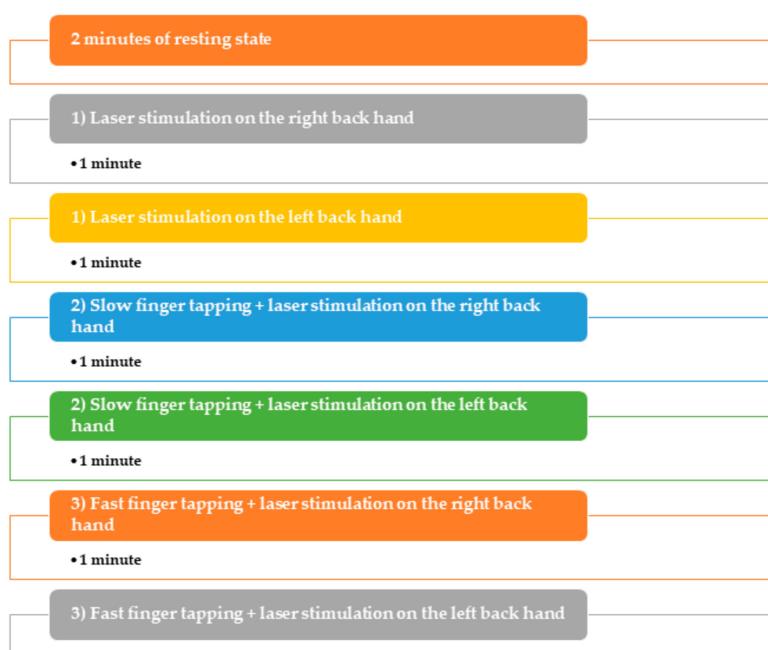 2 minutes of resting state
1) Laser stimulation on the right back hand
• 1 minute
1) Laser stimulation on the left back hand
• 1 minute
2) Slow finger tapping + laser stimulation on the right back
hand
• 1 minute
2) Slow finger tapping + laser stimulation on the left back
hand
• 1 minute
3) Fast finger tapping + laser stimulation on the right back
hand
• 1 minute
3) Fast finger tapping + laser stimulation on the left back hand